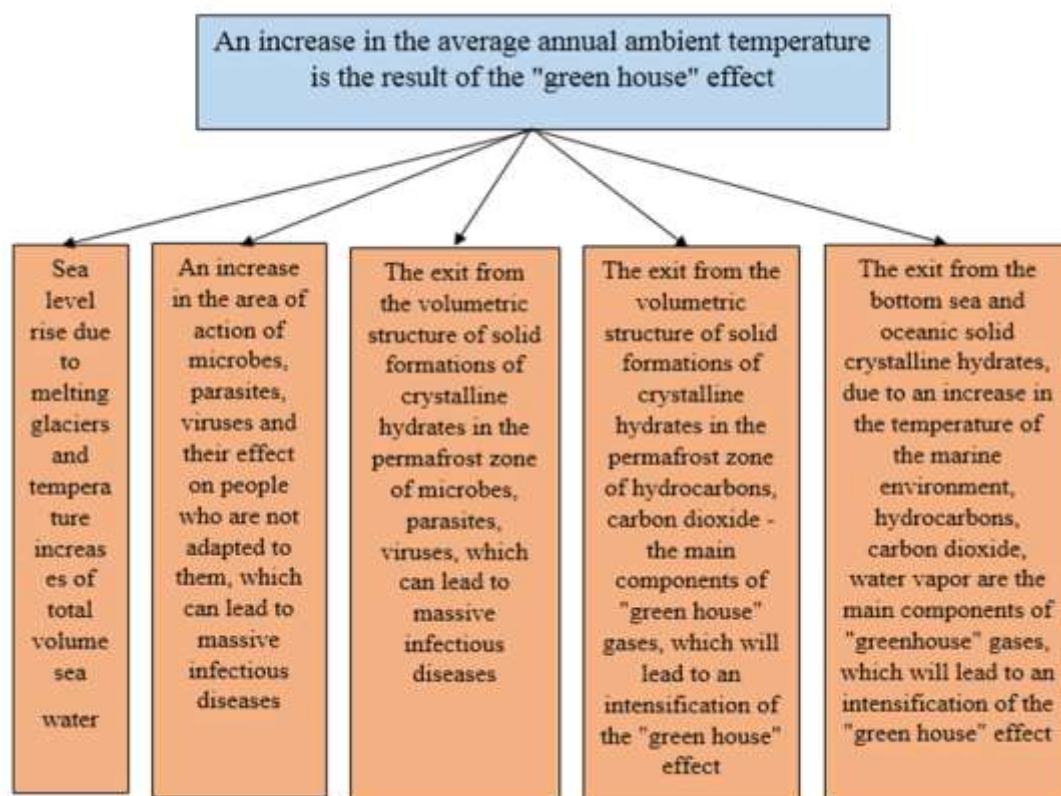 An increase in the average annual ambient temperature
is the result of the "green house" effect
Sea
level
rise due
to
melting
glaciers
and
tempera
ture
increas
es of
total
volume
sea
water
An increase
in the area of
action of
microbes,
parasites,
viruses and
their effect
on people
who are not
adapted to
them, which
can lead to
massive
infectious
diseases
The exit from
the volumetric
structure of solid
formations of
crystalline
hydrates in the
permafrost zone
of microbes,
parasites,
viruses, which
can lead to
massive
infectious
diseases
The exit from the
volumetric
structure of solid
formations of
crystalline
hydrates in the
permafrost zone
of hydrocarbons,
carbon dioxide -
the main
components of
"green house"
gases, which will
lead to an
intensification of
the "green house"
effect
The exit from the
bottom sea and
oceanic solid
crystalline hydrates,
due to an increase in
the temperature of
the marine
environment,
hydrocarbons,
carbon dioxide,
water vapor are the
main components of
"greenhouse" gases,
which will lead to an
intensification of the
"green house" effect